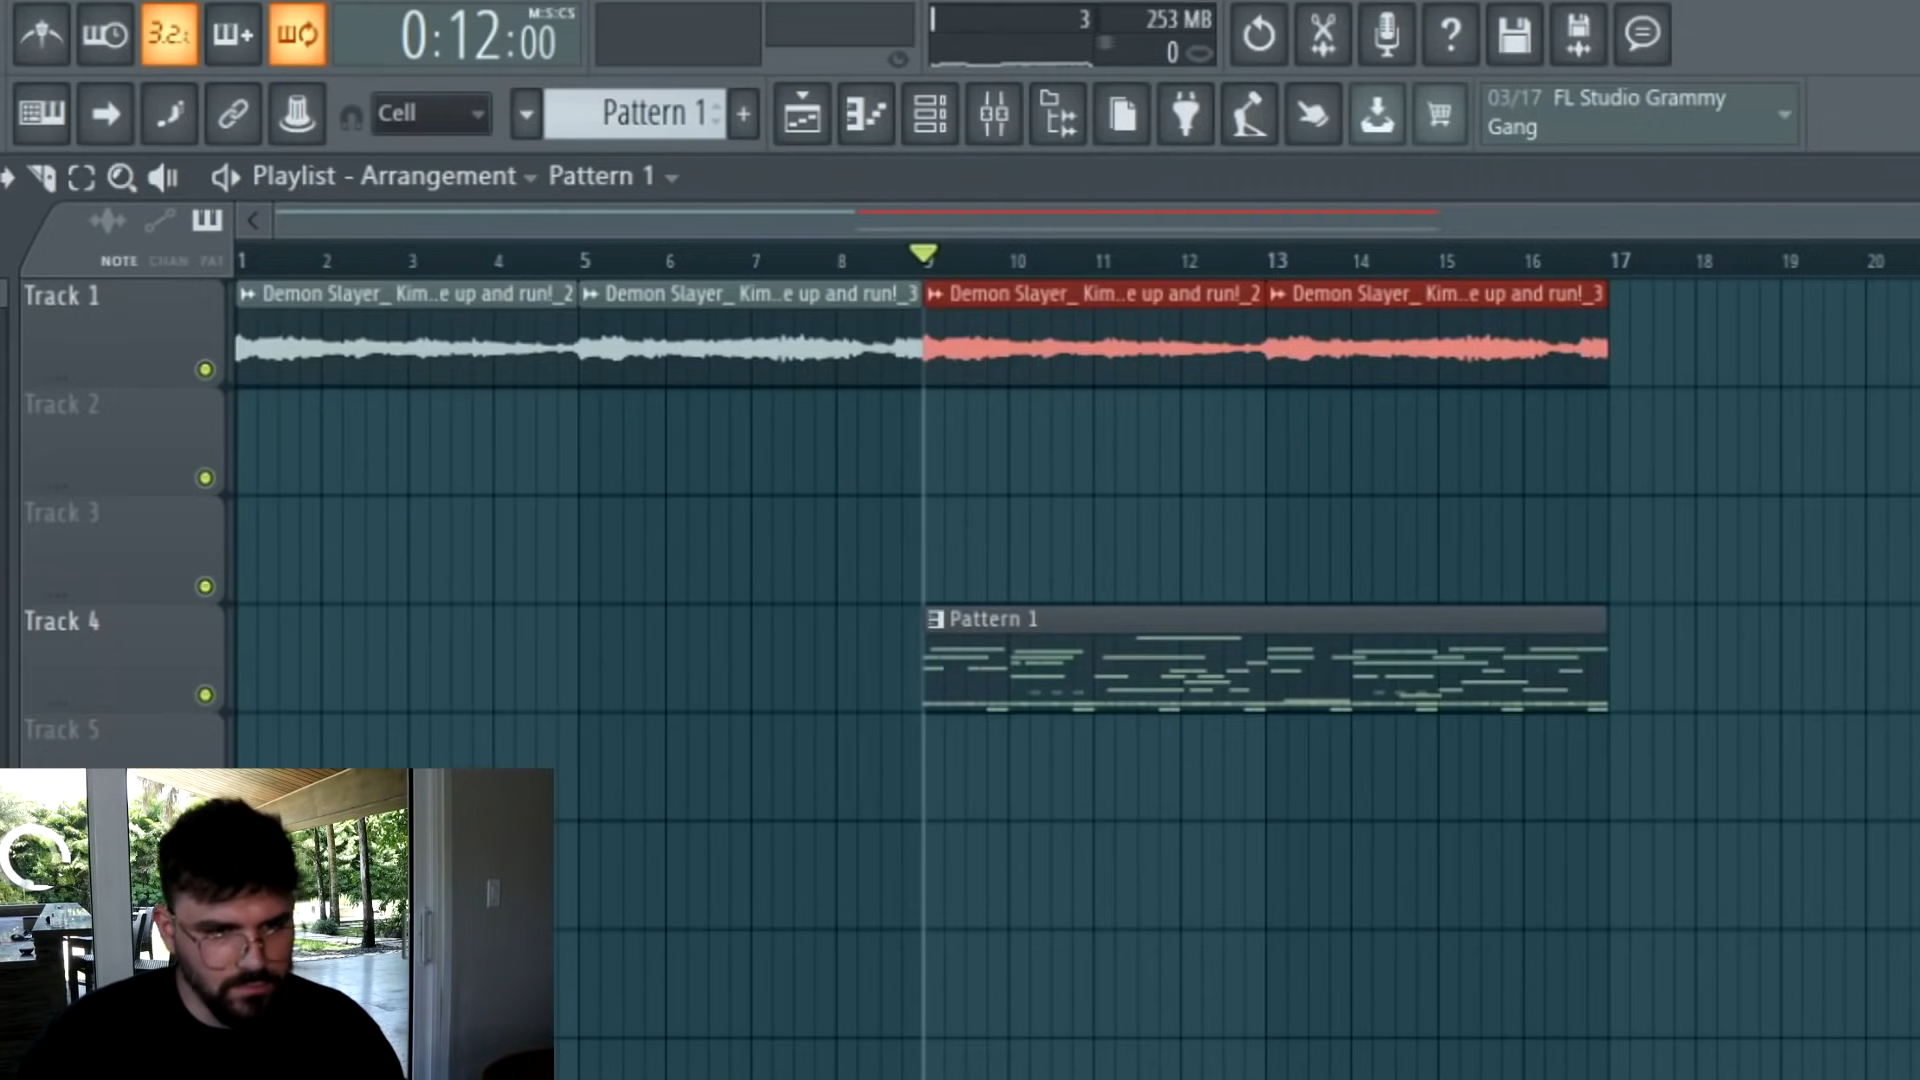 3.2.
0:12:00
M:S:CS
3
253 MB
0
Cell
Pattern 1
+
03/17 FL Studio Grammy
Gang
Playlist - Arrangement
Pattern 1
NOTE CHAN PAT
1 2 3 4 5 6 7 8 9 10 11 12 13 14 15 16 17 18 19 20
Track 1
Demon Slayer_ Kim...e up and run!_2
Demon Slayer_ Kim...e up and run!_3
Demon Slayer_ Kim...e up and run!_2
Demon Slayer_ Kim...e up and run!_3
Track 2
Track 3
Track 4
Pattern 1
Track 5